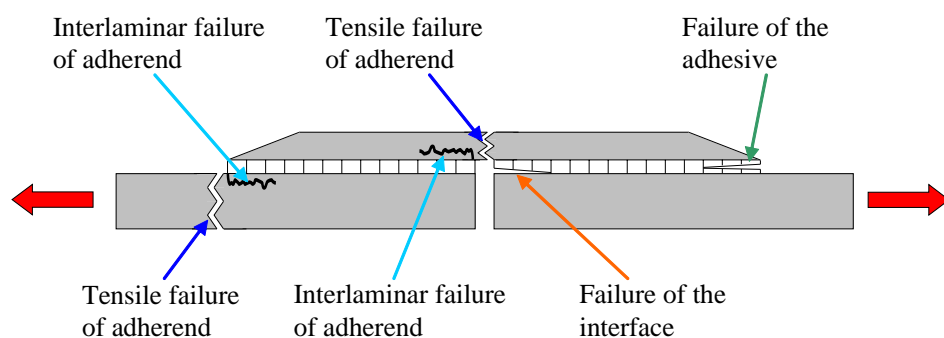 Interlaminar failure
of adherend
Tensile failure
of adherend
Failure of the
adhesive
Tensile failure
of adherend
Interlaminar failure
of adherend
Failure of the
interface